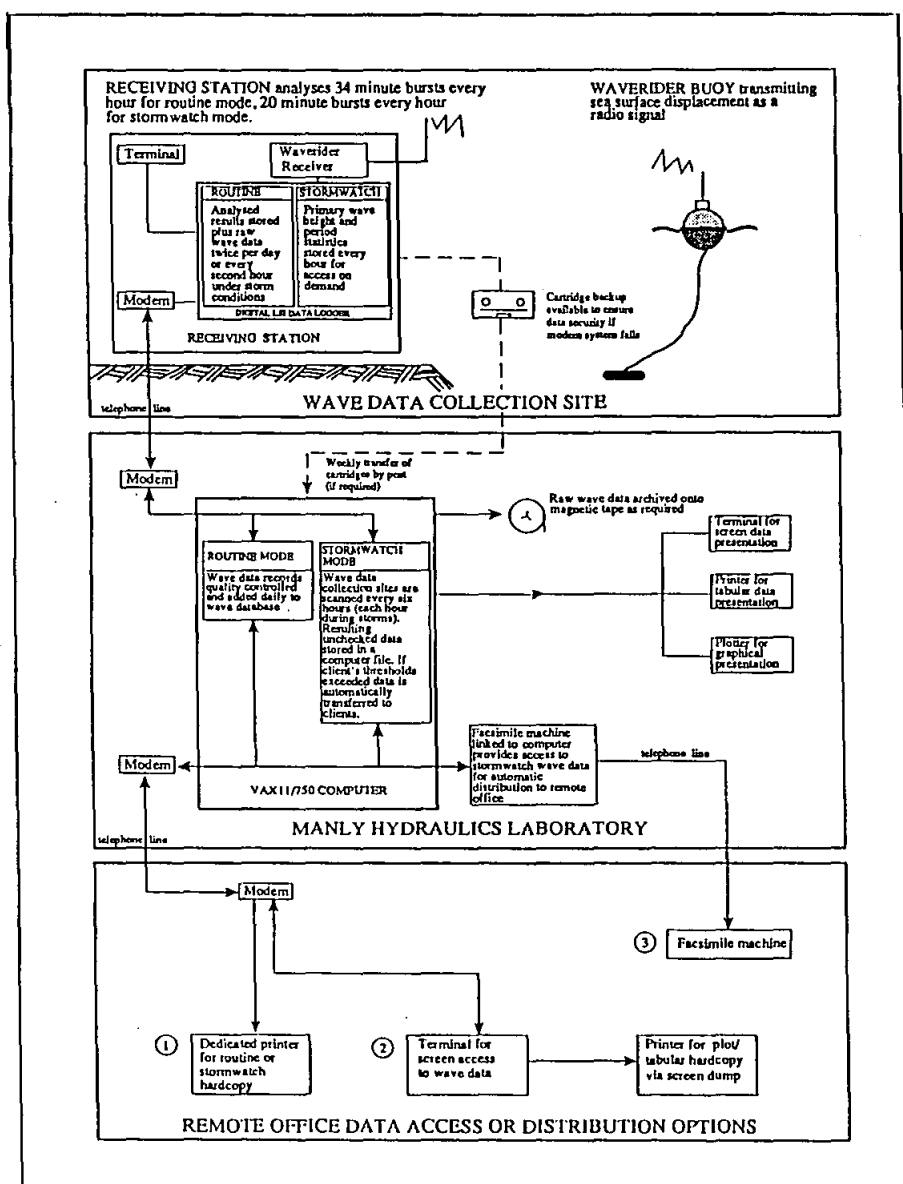 RECEIVING STATION analyses 34 minute bursts every
hour for routine mode, 20 minute bursts every hour
for stormwatch mode.
WAVERIDER BUOY transmitting
sea surface displacement as a
radio signal
Terminal
Waverider
Receiver
ROUTINE
Analysed
results stored
plus raw
wave data
twice per day
or every
second hour
under storm
conditions
STORMWATCH
Primary wave
height and
period
statistics
stored every
hour for
access on
demand
Modem
DIGITAL LSI DATA LOGGER
RECEIVING STATION
Cartridge backup
available to ensure
data security if
modem system fails
telephone line
WAVE DATA COLLECTION SITE
Modem
Weekly transfer of
cartridges by post
(if required)
Raw wave data archived onto
magnetic tape as required
ROUTINE MODE
Wave data records
quality controlled
and added daily to
wave database
STORMWATCH
MODE
Wave data
collection sites are
scanned every six
hours (each hour
during storms).
Resulting
unchecked data
stored in a
computer file. If
client's thresholds
exceeded data is
automatically
transferred to
clients.
Terminal for
screen data
presentation
Printer for
tabular data
presentation
Plotter for
graphical
presentation
Modem
Facsimile machine
linked to computer
provides access to
stormwatch wave data
for automatic
distribution to remote
office
telephone line
VAX11/750 COMPUTER
MANLY HYDRAULICS LABORATORY
telephone line
Modem
3 Facsimile machine
1 Dedicated printer
for routine or
stormwatch
hardcopy
2 Terminal for
screen access
to wave data
Printer for plot/
tabular hardcopy
via screen dump
REMOTE OFFICE DATA ACCESS OR DISTRIBUTION OPTIONS